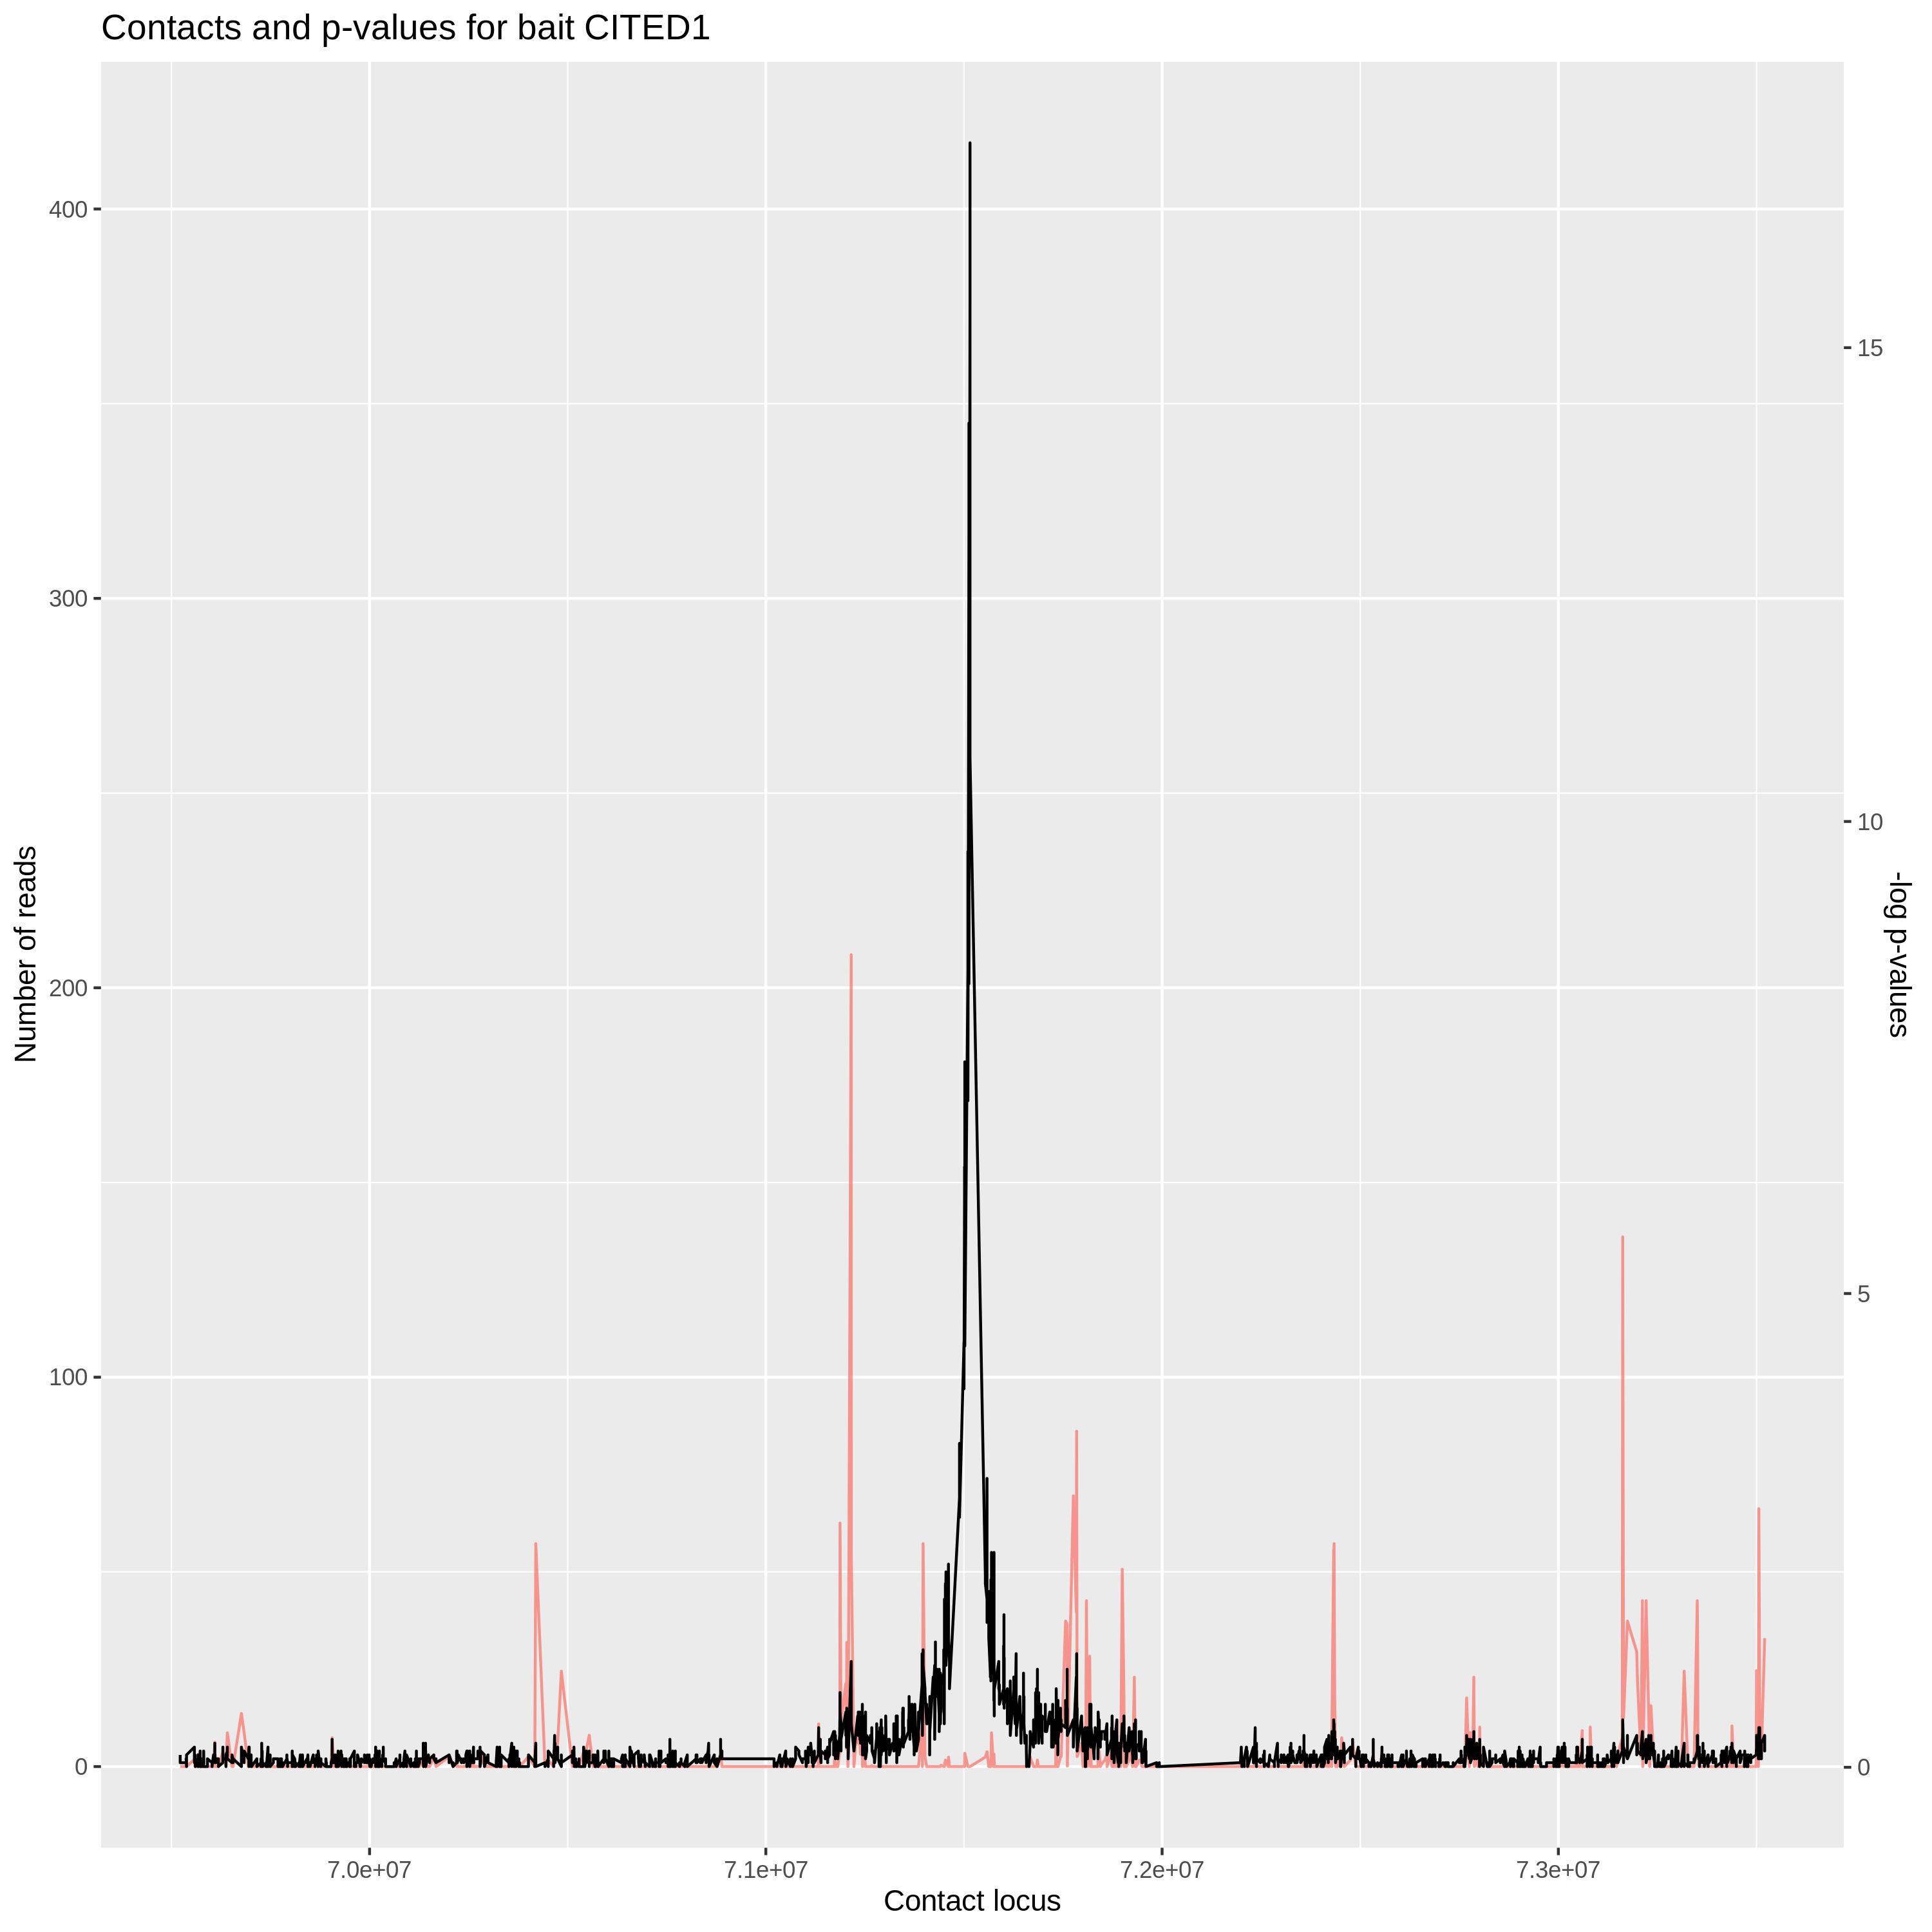 Contacts and p-values for bait CITED1
Number of reads
400
300
200
100
0
15
10
5
0
-log p-values
7.0e+07
7.1e+07
7.2e+07
7.3e+07
Contact locus